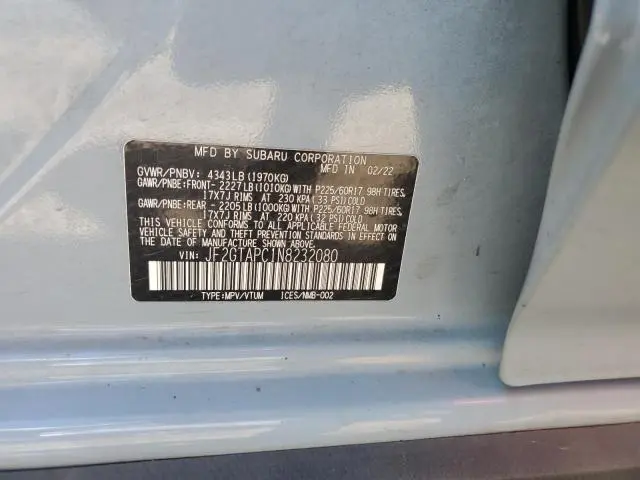 MFD BY SUBARU CORPORATION
GVWR/PNBV: 4343LB(1970KG) MFD IN 02/22
GAWR/PNBE:FRONT- 2227LB(1010KG)WITH P225/60R17 98H TIRES,
17X7J RIMS AT 230 KPA(33 PSI)COLD
GAWR/PNBE:REAR- 2205LB(1000KG)WITH P225/60R17 98H TIRES,
17X7J RIMS AT 220 KPA(32 PSI)COLD
THIS VEHICLE CONFORMS TO ALL APPLICABLE
FEDERAL MOTOR VEHICLE SAFETY STANDARDS
IN EFFECT ON THE DATE OF
MANUFACTURE SHOWN ABOVE.
VIN: JF2GTAPC1N8232080
TYPE:MPV/VTUM ICES/NMB-002